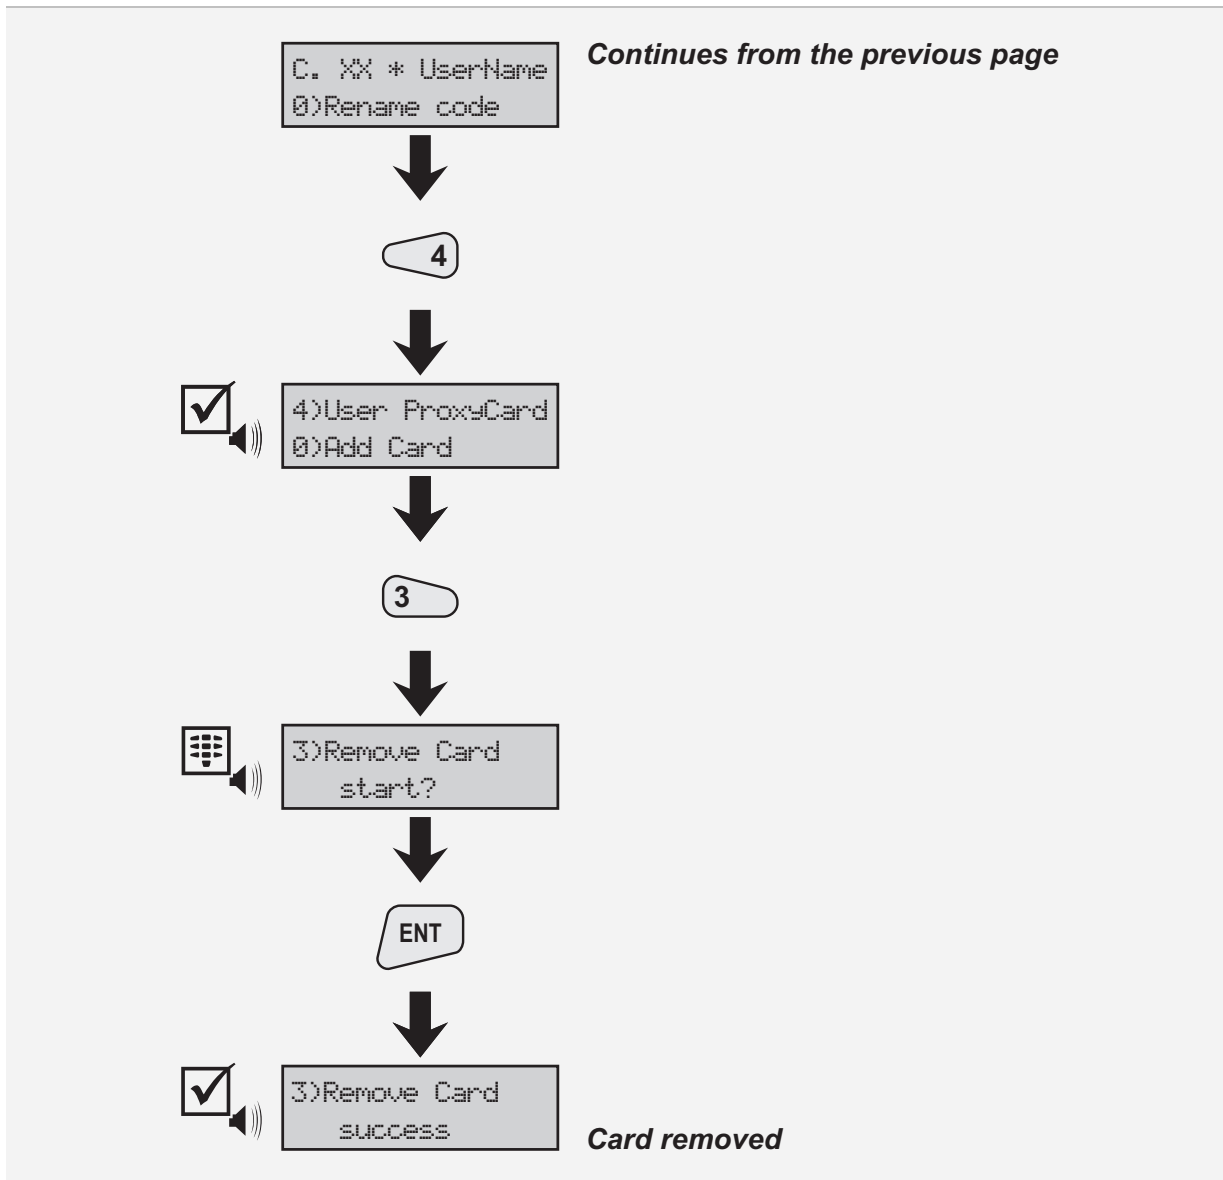 C. XX * UserName
0)Rename code
Continues from the previous page
4
4)User ProxyCard
0)Add Card
3
3)Remove Card
start?
ENT
3)Remove Card
success
Card removed